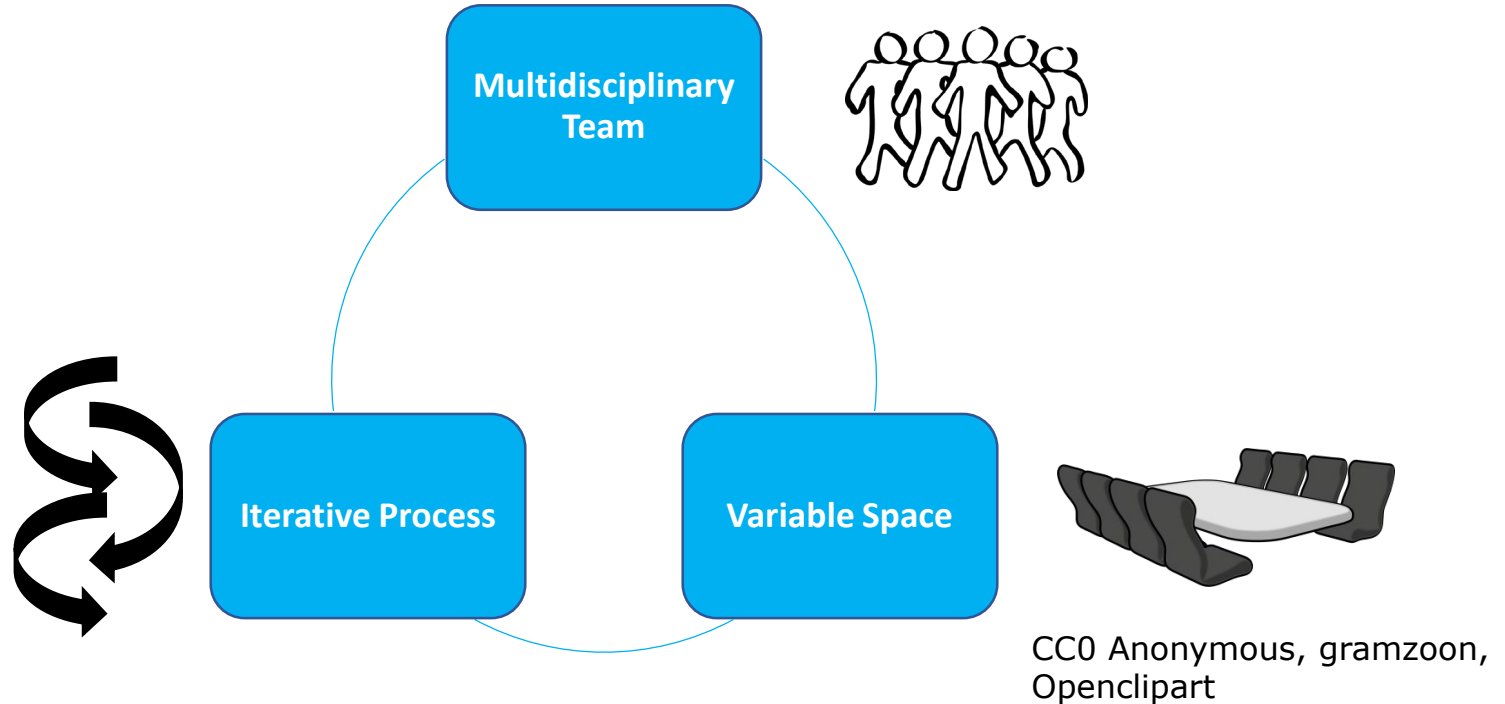 Multidisciplinary
Team
Iterative Process
Variable Space
CC0 Anonymous, gramzoon,
Openclipart